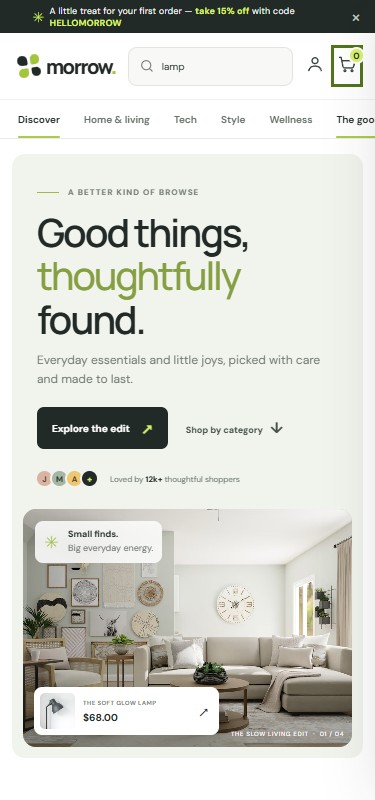 A little treat for your first order — take 15% off with code
HELLOMORROW
morrow.
lamp
0
Discover Home & living Tech Style Wellness The goo
A BETTER KIND OF BROWSE
Good things,
thoughtfully
found.
Everyday essentials and little joys, picked with care
and made to last.
Explore the edit
Shop by category
J M A + Loved by 12k+ thoughtful shoppers
Small finds.
Big everyday energy.
THE SOFT GLOW LAMP
$68.00
THE SLOW LIVING EDIT · 01 / 04